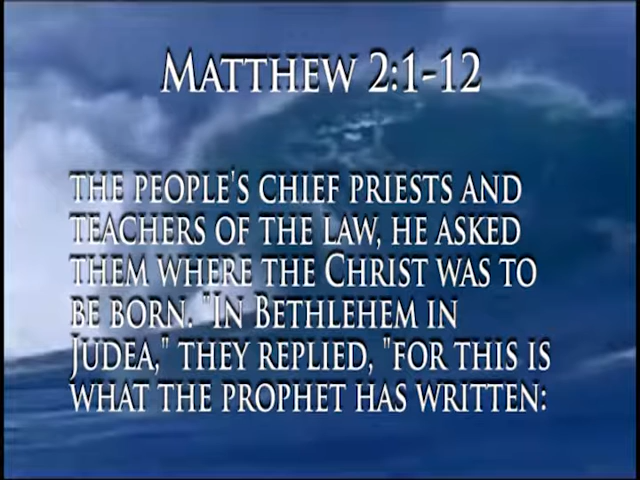 Matthew 2:1-12
the people's chief priests and
teachers of the law, he asked
them where the Christ was to
be born. "In Bethlehem in
Judea," they replied, "for this is
what the prophet has written: